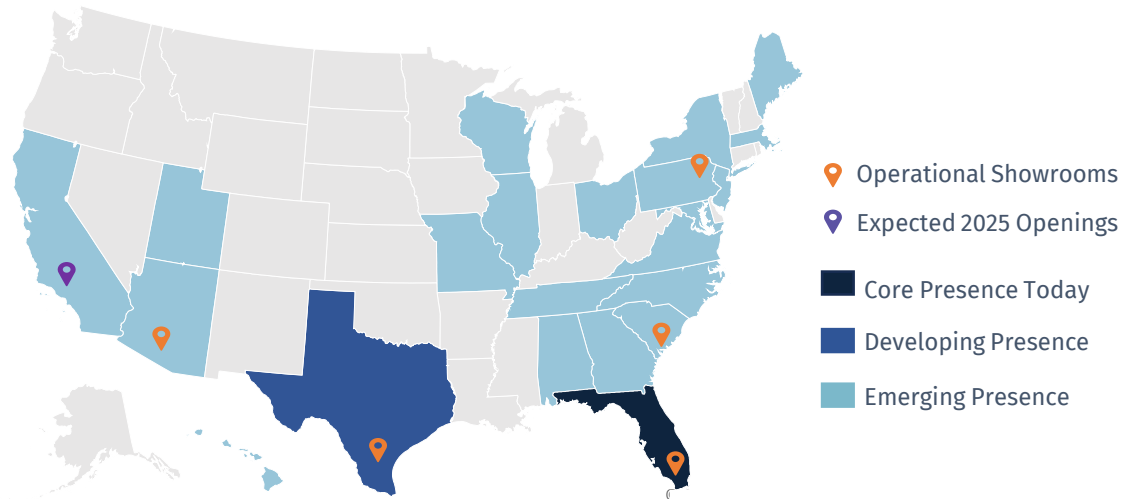 Operational Showrooms
Expected 2025 Openings
Core Presence Today
Developing Presence
Emerging Presence